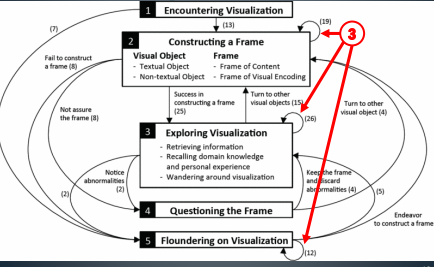 1 Encountering Visualization
(7)
(13)
(19)
3
2 Constructing a Frame
Visual Object Frame
- Textual Object - Frame of Content
- Non-textual Object - Frame of Visual Encoding
Fail to construct
a frame (8)
Not assure
the frame (8)
Success in
constructing a frame
(25)
Turn to other
visual objects (15)
(26)
Turn to other
visual object (4)
3 Exploring Visualization
- Retrieving information
- Recalling domain knowledge
and personal experience
- Wandering around visualization
Notice
abnormalities
(2)
(2)
Keep the frame
and discard
abnormalities (4)
(5)
4 Questioning the Frame
Endeavor
to construct a frame
5 Floundering on Visualization
(12)